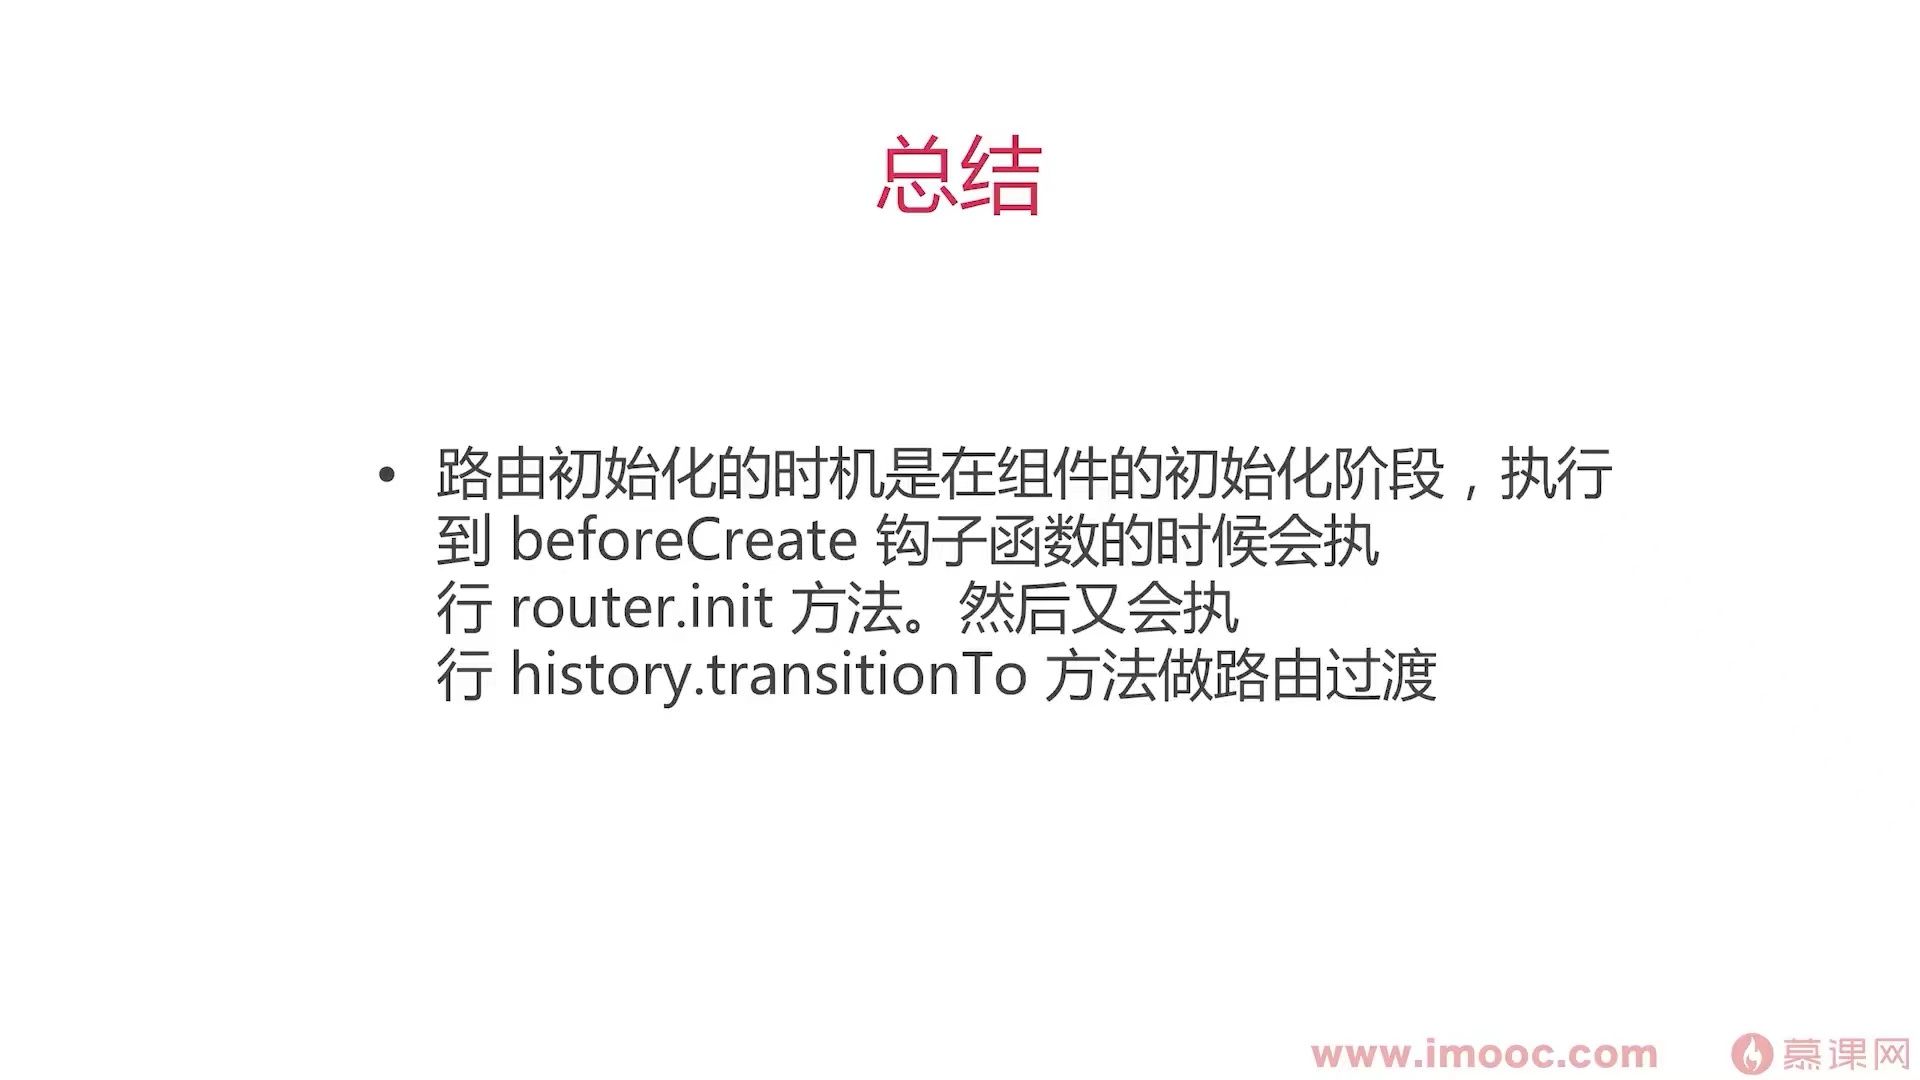 总结
• 路由初始化的时机是在组件的初始化阶段，执行
到 beforeCreate 钩子函数的时候会执
行 router.init 方法。然后又会执
行 history.transitionTo 方法做路由过渡
www.imooc.com 慕课网